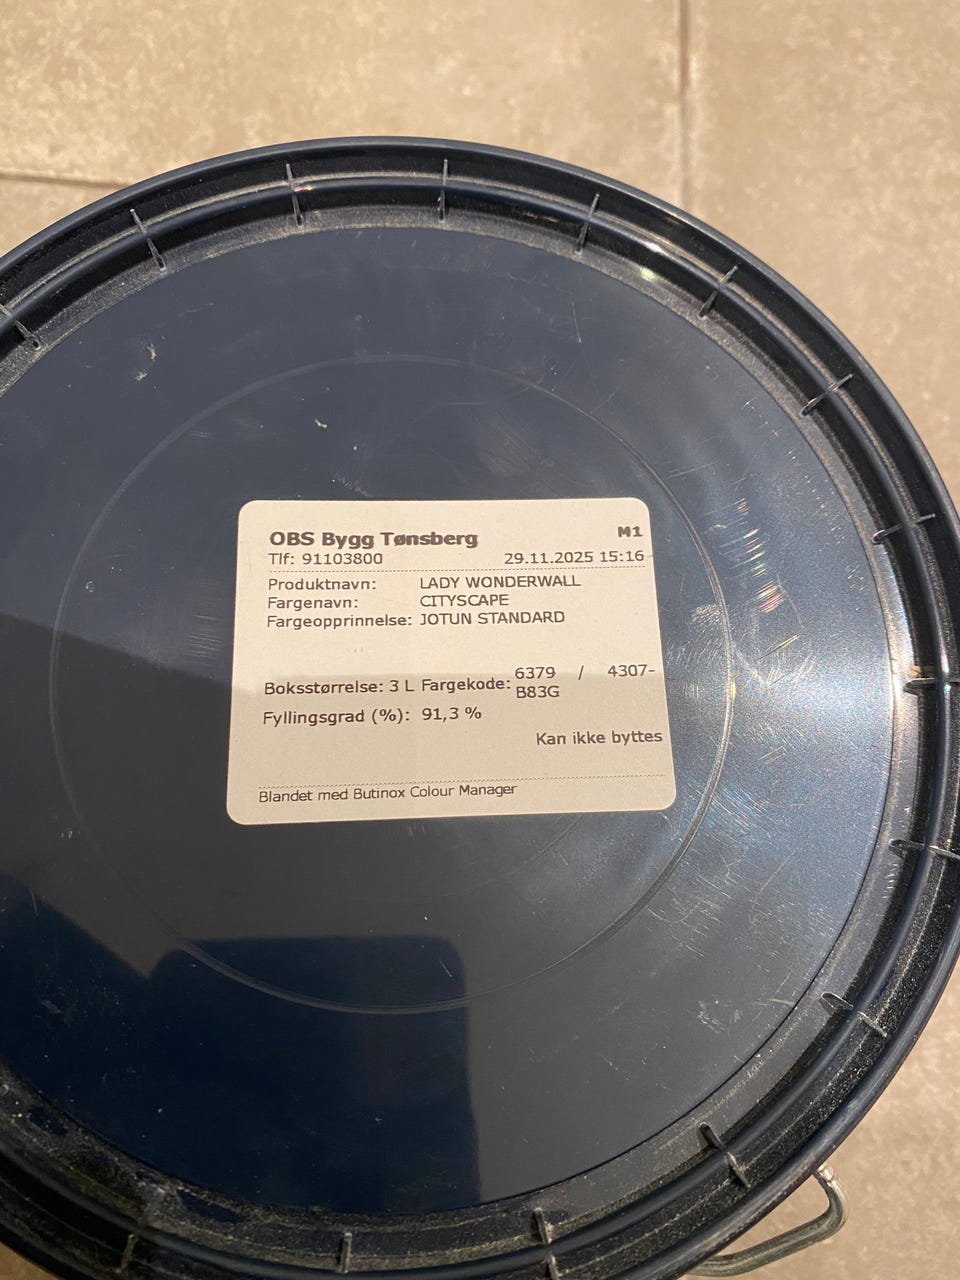 OBS Bygg Tønsberg M1
Tlf: 91103800 29.11.2025 15:16
Produktnavn: LADY WONDERWALL
Fargenavn: CITYSCAPE
Fargeopprinnelse: JOTUN STANDARD
Boksstørrelse: 3 L Fargekode: 6379 / 4307-
B83G
Fyllingsgrad (%): 91,3 %
Kan ikke byttes
Blandet med Butinox Colour Manager